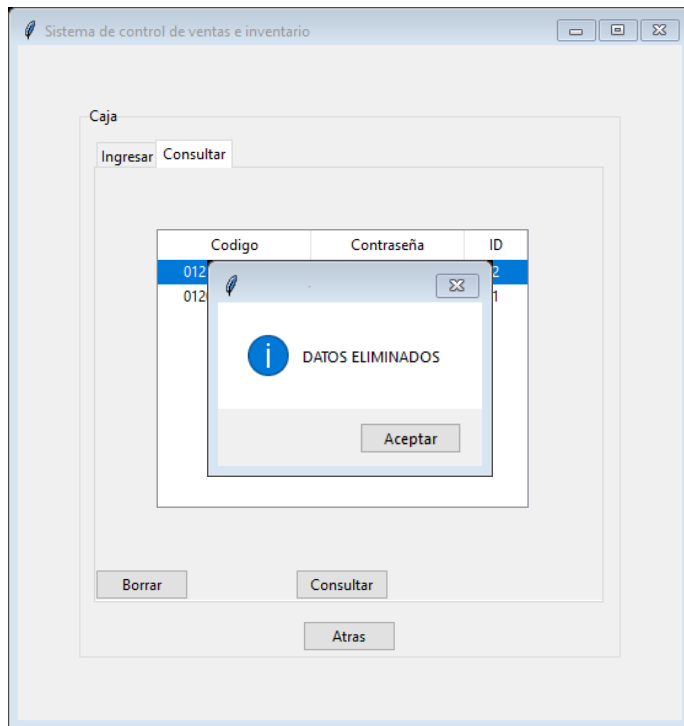 Sistema de control de ventas e inventario
Caja
Ingresar Consultar
Codigo Contraseña ID
DATOS ELIMINADOS
Aceptar
Borrar Consultar
Atras